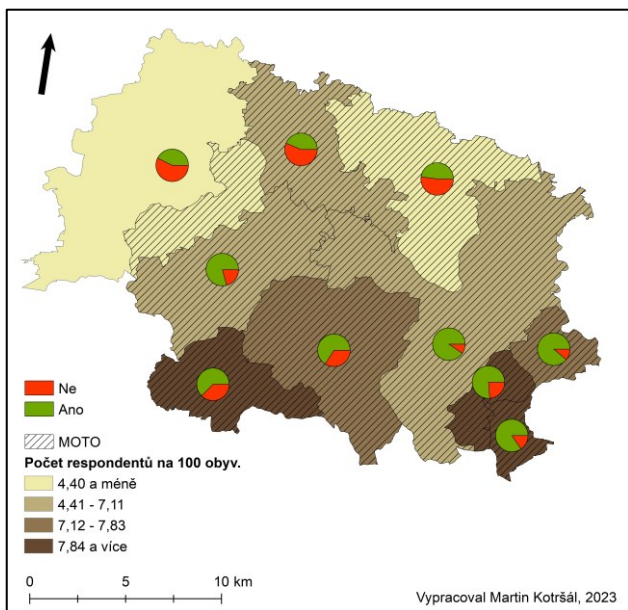 Ne
Ano
MOTO
Počet respondentů na 100 obyv.
4,40 a méně
4,41 - 7,11
7,12 - 7,83
7,84 a více
0 5 10 km
Vypracoval Martin Kotršál, 2023